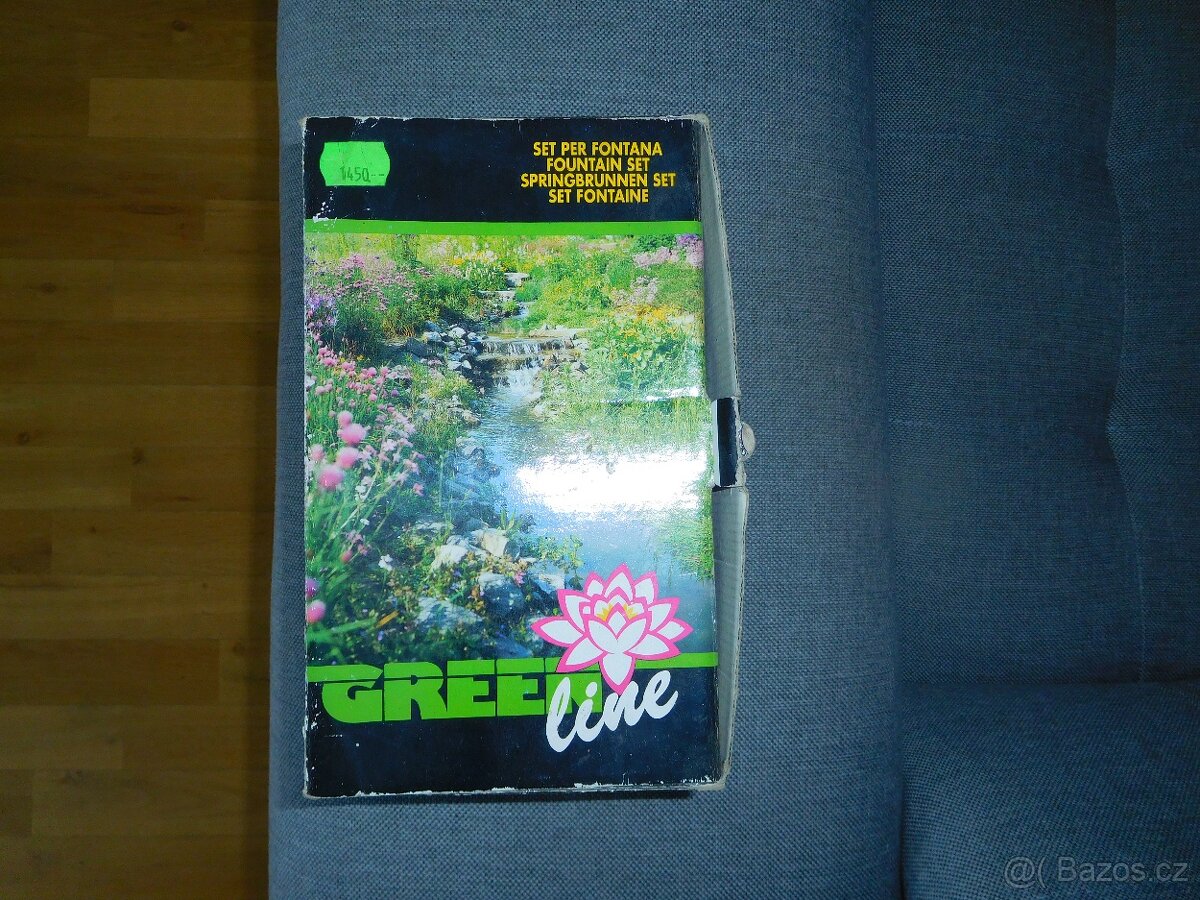 1450--
SET PER FONTANA
FOUNTAIN SET
SPRINGBRUNNEN SET
SET FONTAINE
GREEN
line
@( Bazos.cz